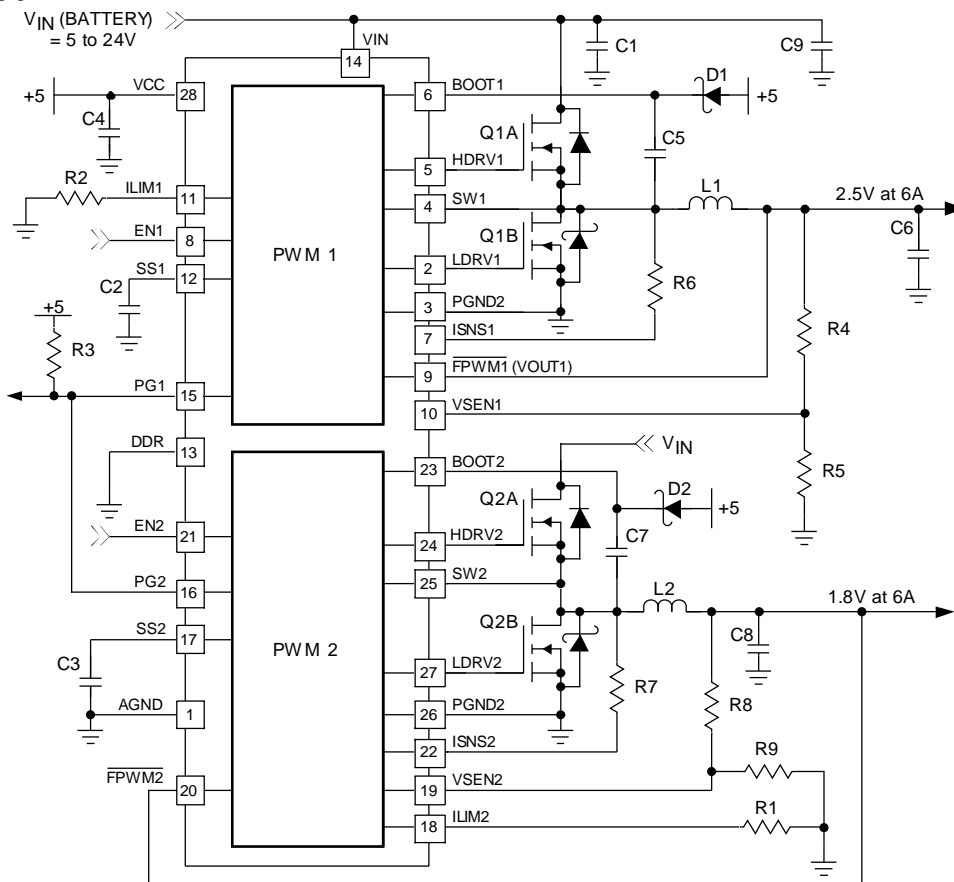 VIN (BATTERY)
= 5 to 24V
VIN
14
C1
C9
+5
VCC
28
C4
6
BOOT1
D1
+5
Q1A
C5
5
HDRV1
R2
ILIM1
11
4
SW1
L1
2.5V at 6A
EN1
8
PWM 1
Q1B
C6
SS1
12
2
LDRV1
C2
3
PGND2
R6
+5
R3
7
ISNS1
R4
9
FPWM1 (VOUT1)
PG1
15
10
VSEN1
DDR
13
VIN
23
BOOT2
R5
Q2A
D2
+5
EN2
21
24
HDRV2
C7
PG2
16
25
SW2
L2
1.8V at 6A
SS2
17
PWM 2
Q2B
C8
C3
27
LDRV2
R7
R8
AGND
1
26
PGND2
22
ISNS2
R9
FPWM2
20
19
VSEN2
18
ILIM2
R1